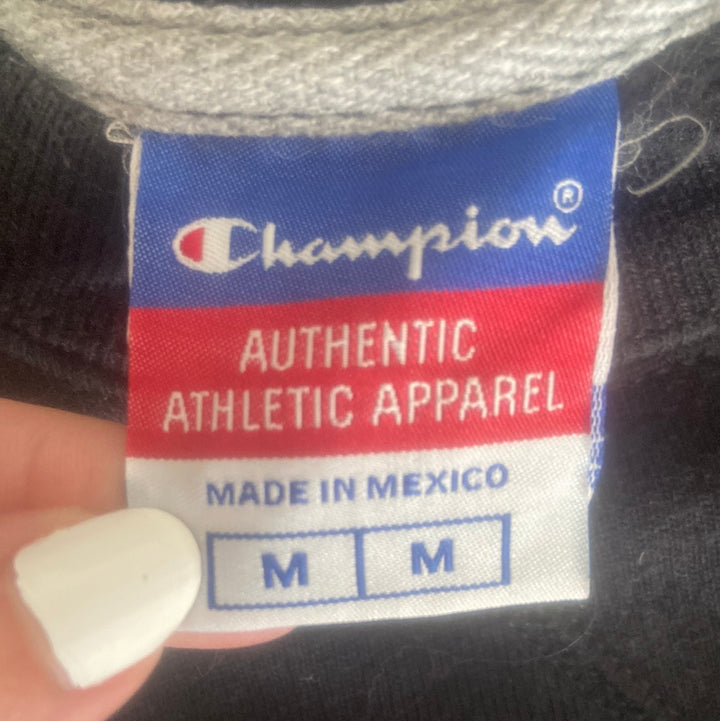 Champion®
AUTHENTIC
ATHLETIC APPAREL
MADE IN MEXICO
M M